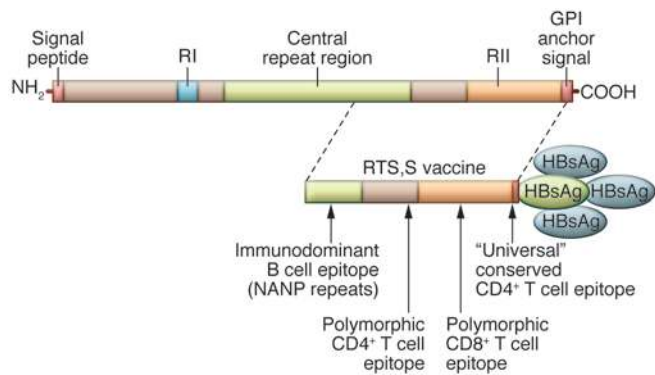 Signal
peptide
RI
Central
repeat region
RII
GPI
anchor
signal
NH₂
COOH
RTS,S vaccine
HBsAg
HBsAg
HBsAg
HBsAg
Immunodominant
B cell epitope
(NANP repeats)
"Universal"
conserved
CD4⁺ T cell epitope
Polymorphic
CD4⁺ T cell
epitope
Polymorphic
CD8⁺ T cell
epitope